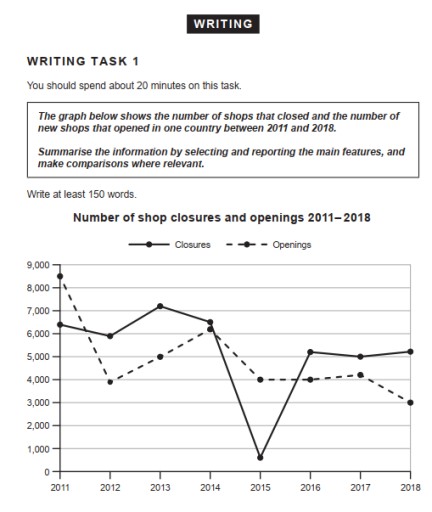 WRITING
WRITING TASK 1
You should spend about 20 minutes on this task.
The graph below shows the number of shops that closed and the number of
new shops that opened in one country between 2011 and 2018.
Summarise the information by selecting and reporting the main features, and
make comparisons where relevant.
Write at least 150 words.
Number of shop closures and openings 2011–2018
Closures Openings
9,000
8,000
7,000
6,000
5,000
4,000
3,000
2,000
1,000
0
2011 2012 2013 2014 2015 2016 2017 2018